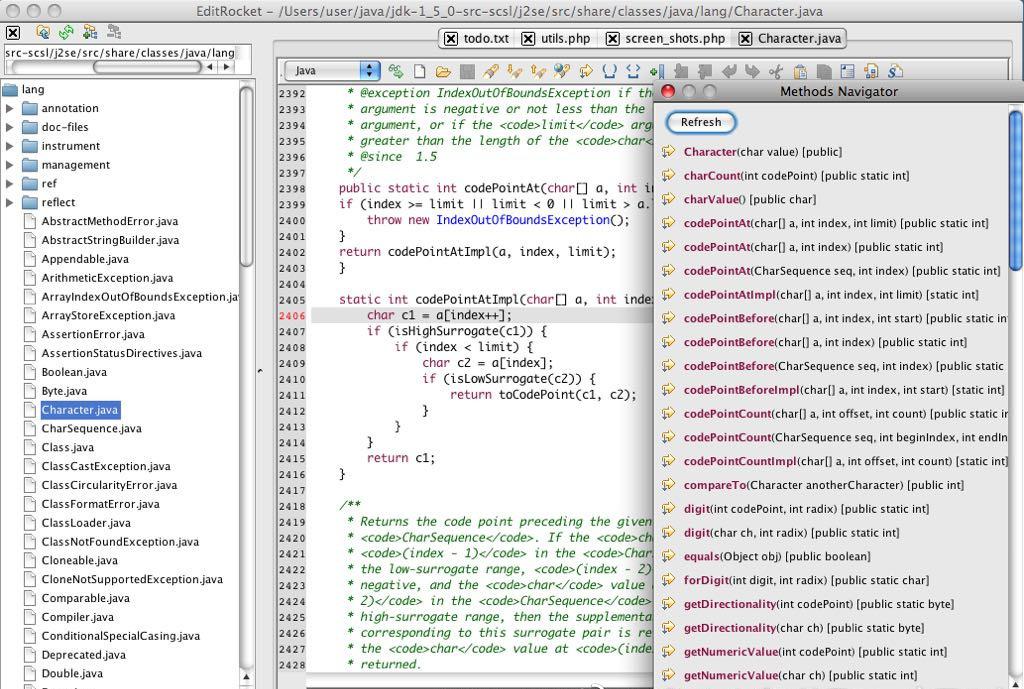 EditRocket – /Users/user/java/jdk-1_5_0-src-scsl/j2se/src/share/classes/java/lang/Character.java
src-scsl/j2se/src/share/classes/java/lang
todo.txt utils.php screen_shots.php Character.java
Java
lang
annotation
doc-files
instrument
management
ref
reflect
AbstractMethodError.java
AbstractStringBuilder.java
Appendable.java
ArithmeticException.java
ArrayIndexOutOfBoundsException.ja
ArrayStoreException.java
AssertionError.java
AssertionStatusDirectives.java
Boolean.java
Byte.java
Character.java
CharSequence.java
Class.java
ClassCastException.java
ClassCircularityError.java
ClassFormatError.java
ClassLoader.java
ClassNotFoundException.java
Cloneable.java
CloneNotSupportedException.java
Comparable.java
Compiler.java
ConditionalSpecialCasing.java
Deprecated.java
Double.java
2392 * @exception IndexOutOfBoundsException if the
2393 * argument is negative or not less than the
2394 * argument, or if the <code>limit</code> arg
2395 * greater than the length of the <code>char<
2396 * @since 1.5
2397 */
2398 public static int codePointAt(char[] a, int in
2399 if (index >= limit || limit < 0 || limit > a.
2400 throw new IndexOutOfBoundsException();
2401 }
2402 return codePointAtImpl(a, index, limit);
2403 }
2404
2405 static int codePointAtImpl(char[] a, int inde
2406 char c1 = a[index++];
2407 if (isHighSurrogate(c1)) {
2408 if (index < limit) {
2409 char c2 = a[index];
2410 if (isLowSurrogate(c2)) {
2411 return toCodePoint(c1, c2);
2412 }
2413 }
2414 }
2415 return c1;
2416 }
2417
2418 /**
2419 * Returns the code point preceding the given
2420 * <code>CharSequence</code>. If the <code>ch
2421 * <code>(index - 1)</code> in the <code>Char
2422 * the low-surrogate range, <code>(index - 2)
2423 * negative, and the <code>char</code> value
2424 * 2)</code> in the <code>CharSequence</code>
2425 * high-surrogate range, then the supplementa
2426 * corresponding to this surrogate pair is re
2427 * the <code>char</code> value at <code>(inde
2428 * returned.
Methods Navigator
Refresh
Character(char value) [public]
charCount(int codePoint) [public static int]
charValue() [public char]
codePointAt(char[] a, int index, int limit) [public static int]
codePointAt(char[] a, int index) [public static int]
codePointAt(CharSequence seq, int index) [public static int]
codePointAtImpl(char[] a, int index, int limit) [static int]
codePointBefore(char[] a, int index, int start) [public static int
codePointBefore(char[] a, int index) [public static int]
codePointBefore(CharSequence seq, int index) [public static
codePointBeforeImpl(char[] a, int index, int start) [static int]
codePointCount(char[] a, int offset, int count) [public static in
codePointCount(CharSequence seq, int beginIndex, int endIn
codePointCountImpl(char[] a, int offset, int count) [static int]
compareTo(Character anotherCharacter) [public int]
digit(int codePoint, int radix) [public static int]
digit(char ch, int radix) [public static int]
equals(Object obj) [public boolean]
forDigit(int digit, int radix) [public static char]
getDirectionality(int codePoint) [public static byte]
getDirectionality(char ch) [public static byte]
getNumericValue(int codePoint) [public static int]
getNumericValue(char ch) [public static int]